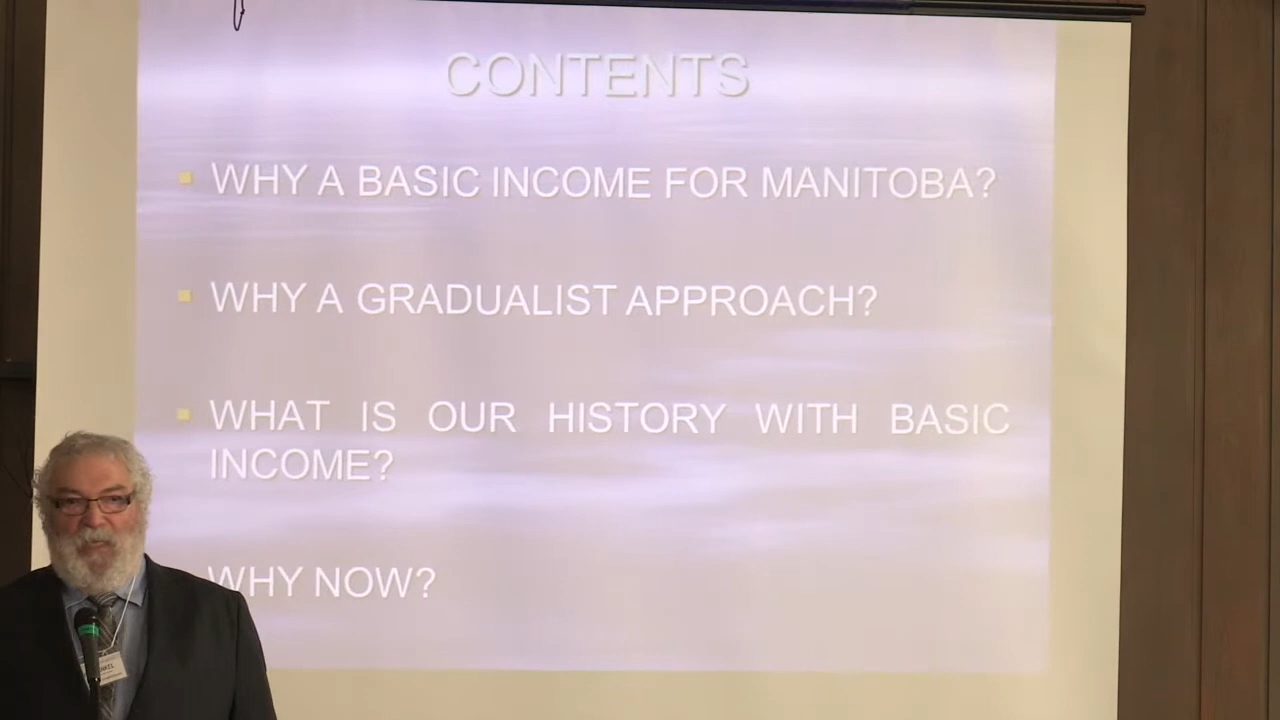 CONTENTS
WHY A BASIC INCOME FOR MANITOBA?
WHY A GRADUALIST APPROACH?
WHAT IS OUR HISTORY WITH BASIC
INCOME?
WHY NOW?